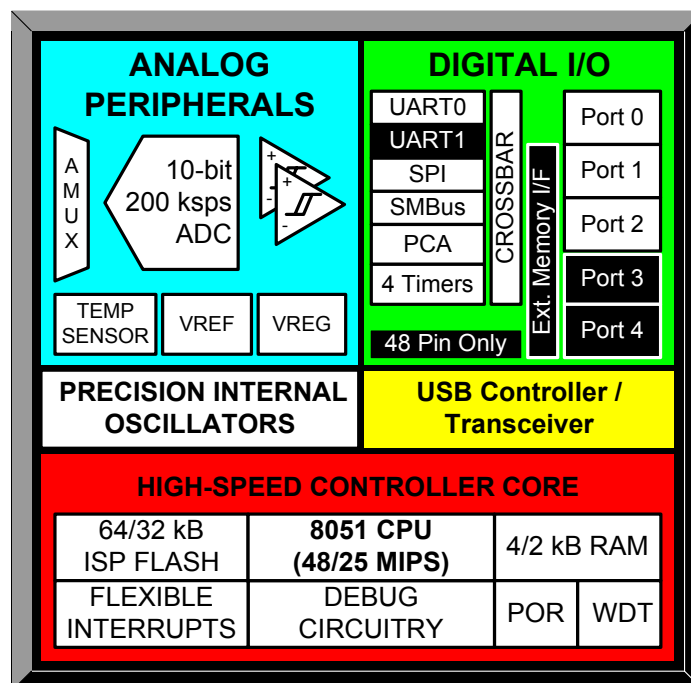 ANALOG
PERIPHERALS
A
M
U
X
10-bit
200 ksps
ADC
+
-
+
-
TEMP
SENSOR
VREF
VREG
DIGITAL I/O
UART0
UART1
SPI
SMBus
PCA
4 Timers
CROSSBAR
Ext. Memory I/F
Port 0
Port 1
Port 2
Port 3
Port 4
48 Pin Only
PRECISION INTERNAL
OSCILLATORS
USB Controller /
Transceiver
HIGH-SPEED CONTROLLER CORE
64/32 kB
ISP FLASH
8051 CPU
(48/25 MIPS)
4/2 kB RAM
FLEXIBLE
INTERRUPTS
DEBUG
CIRCUITRY
POR
WDT